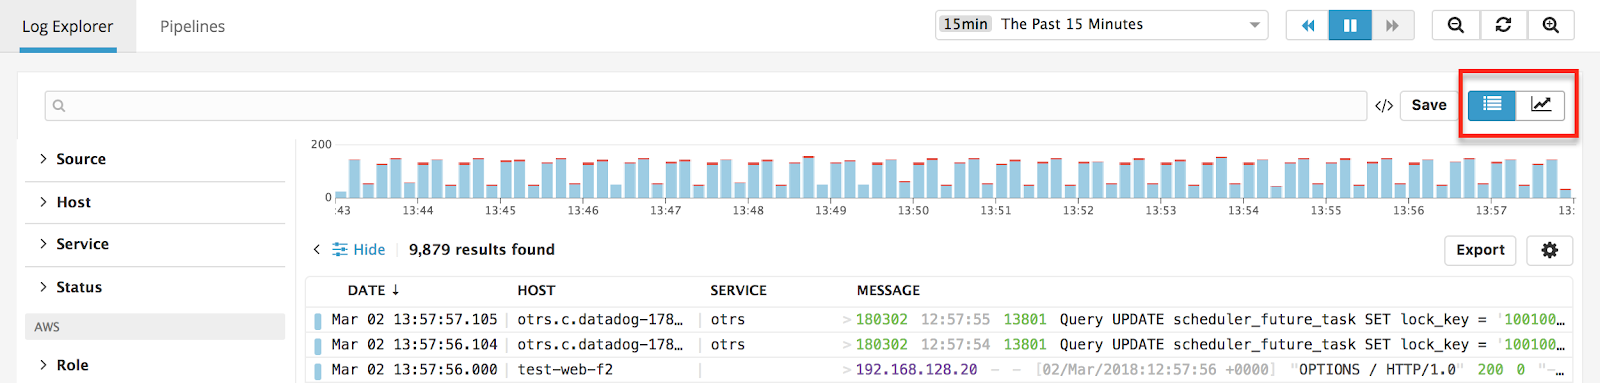 Log Explorer Pipelines 15min The Past 15 Minutes
</> Save
200
0
:43 13:44 13:45 13:46 13:47 13:48 13:49 13:50 13:51 13:52 13:53 13:54 13:55 13:56 13:57 13:
Source
Host
Service
Status
AWS
Role
< Hide 9,879 results found Export
DATE ↓ HOST SERVICE MESSAGE
Mar 02 13:57:57.105 otrs.c.datadog-178… otrs > 180302 12:57:55 13801 Query UPDATE scheduler_future_task SET lock_key = '100100…
Mar 02 13:57:56.104 otrs.c.datadog-178… otrs > 180302 12:57:54 13801 Query UPDATE scheduler_future_task SET lock_key = '100100…
Mar 02 13:57:56.000 test-web-f2 > 192.168.128.20 - - [02/Mar/2018:12:57:56 +0000] "OPTIONS / HTTP/1.0" 200 0 "-…